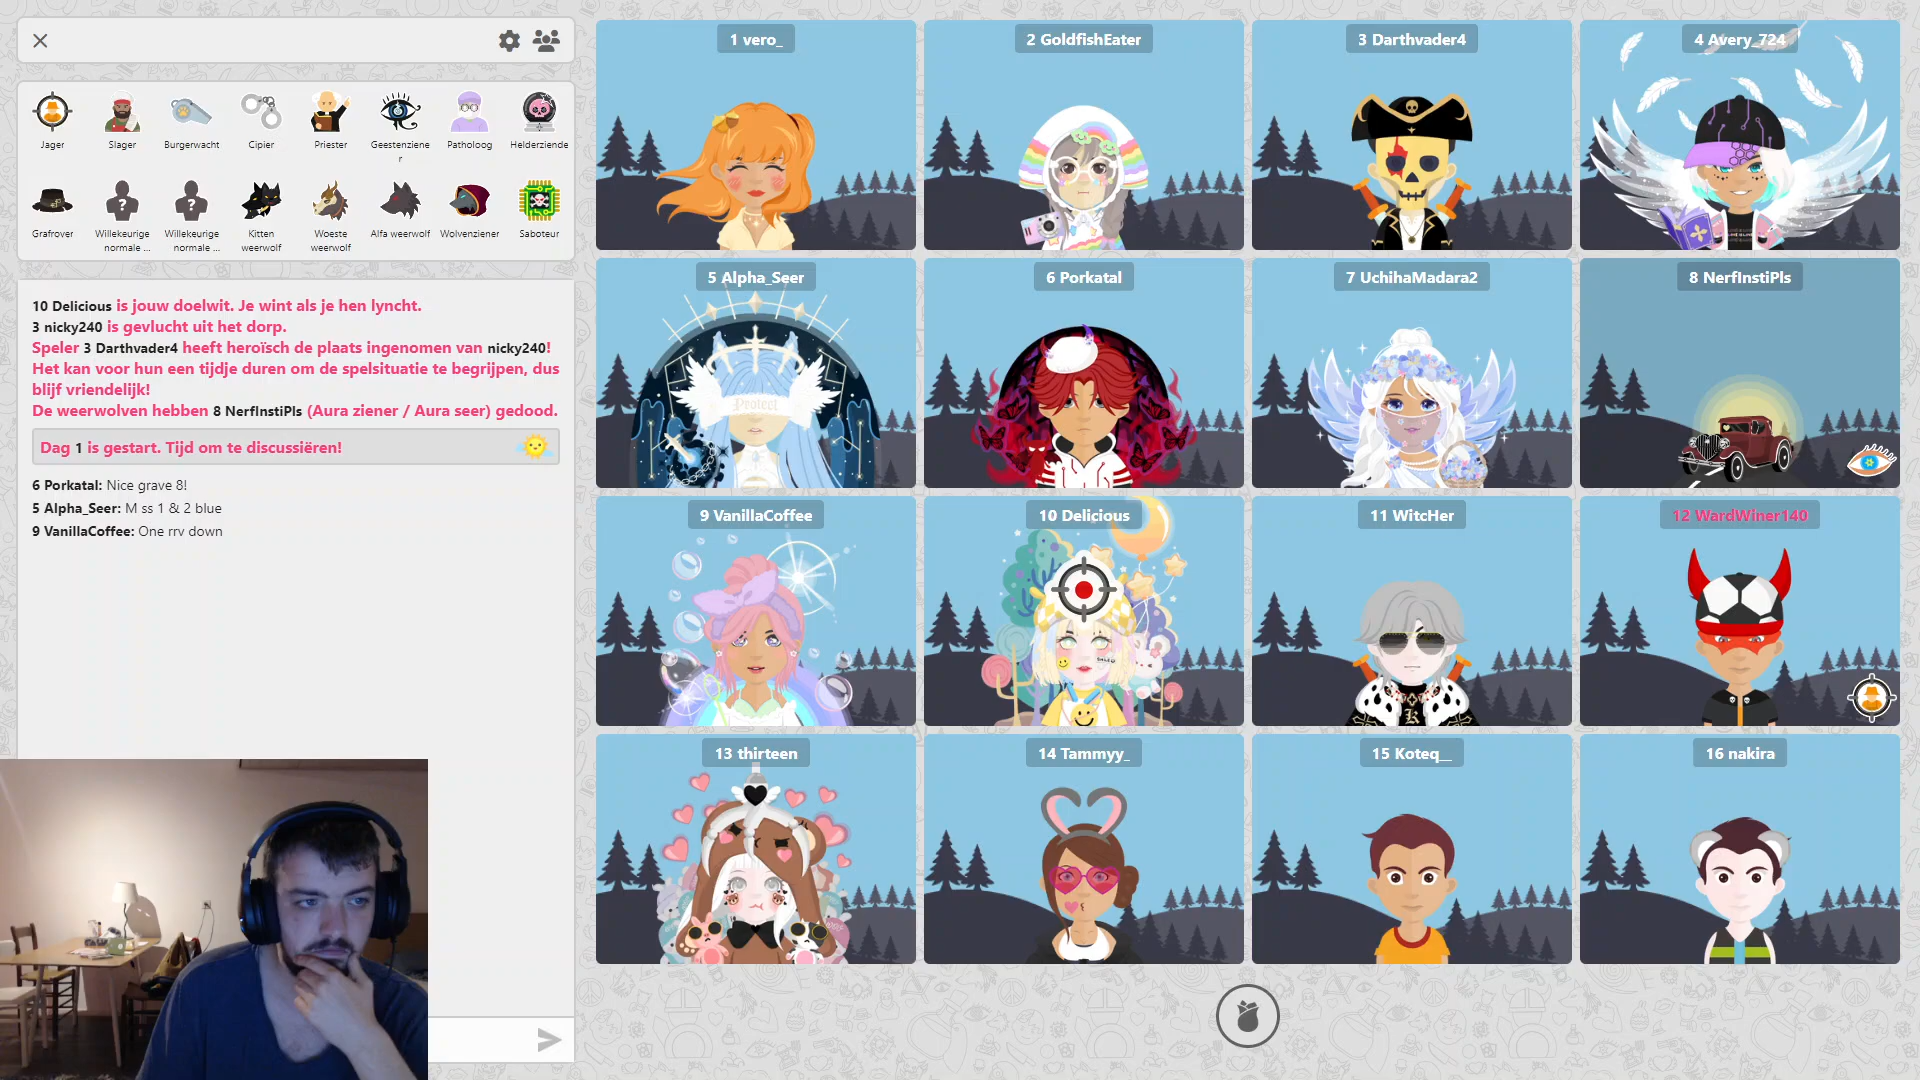 Jager
Slager
Burgerwacht
Cipier
Priester
Geestenziener
Patholoog
Helderziende
Grafrover
Willekeurige normale ...
Willekeurige normale ...
Kitten weerwolf
Woeste weerwolf
Alfa weerwolf
Wolvenziener
Saboteur
10 Delicious is jouw doelwit. Je wint als je hen lyncht.
3 nicky240 is gevlucht uit het dorp.
Speler 3 Darthvader4 heeft heroïsch de plaats ingenomen van nicky240!
Het kan voor hun een tijdje duren om de spelsituatie te begrijpen, dus
blijf vriendelijk!
De weerwolven hebben 8 NerfInstiPls (Aura ziener / Aura seer) gedood.
Dag 1 is gestart. Tijd om te discussiëren!
6 Porkatal: Nice grave 8!
5 Alpha_Seer: M ss 1 & 2 blue
9 VanillaCoffee: One rrv down
1 vero_
2 GoldfishEater
3 Darthvader4
4 Avery_724
5 Alpha_Seer
6 Porkatal
7 UchihaMadara2
8 NerfInstiPls
Protect
9 VanillaCoffee
10 Delicious
11 WitcHer
12 WardWiner140
13 thirteen
14 Tammyy_
15 Koteq__
16 nakira